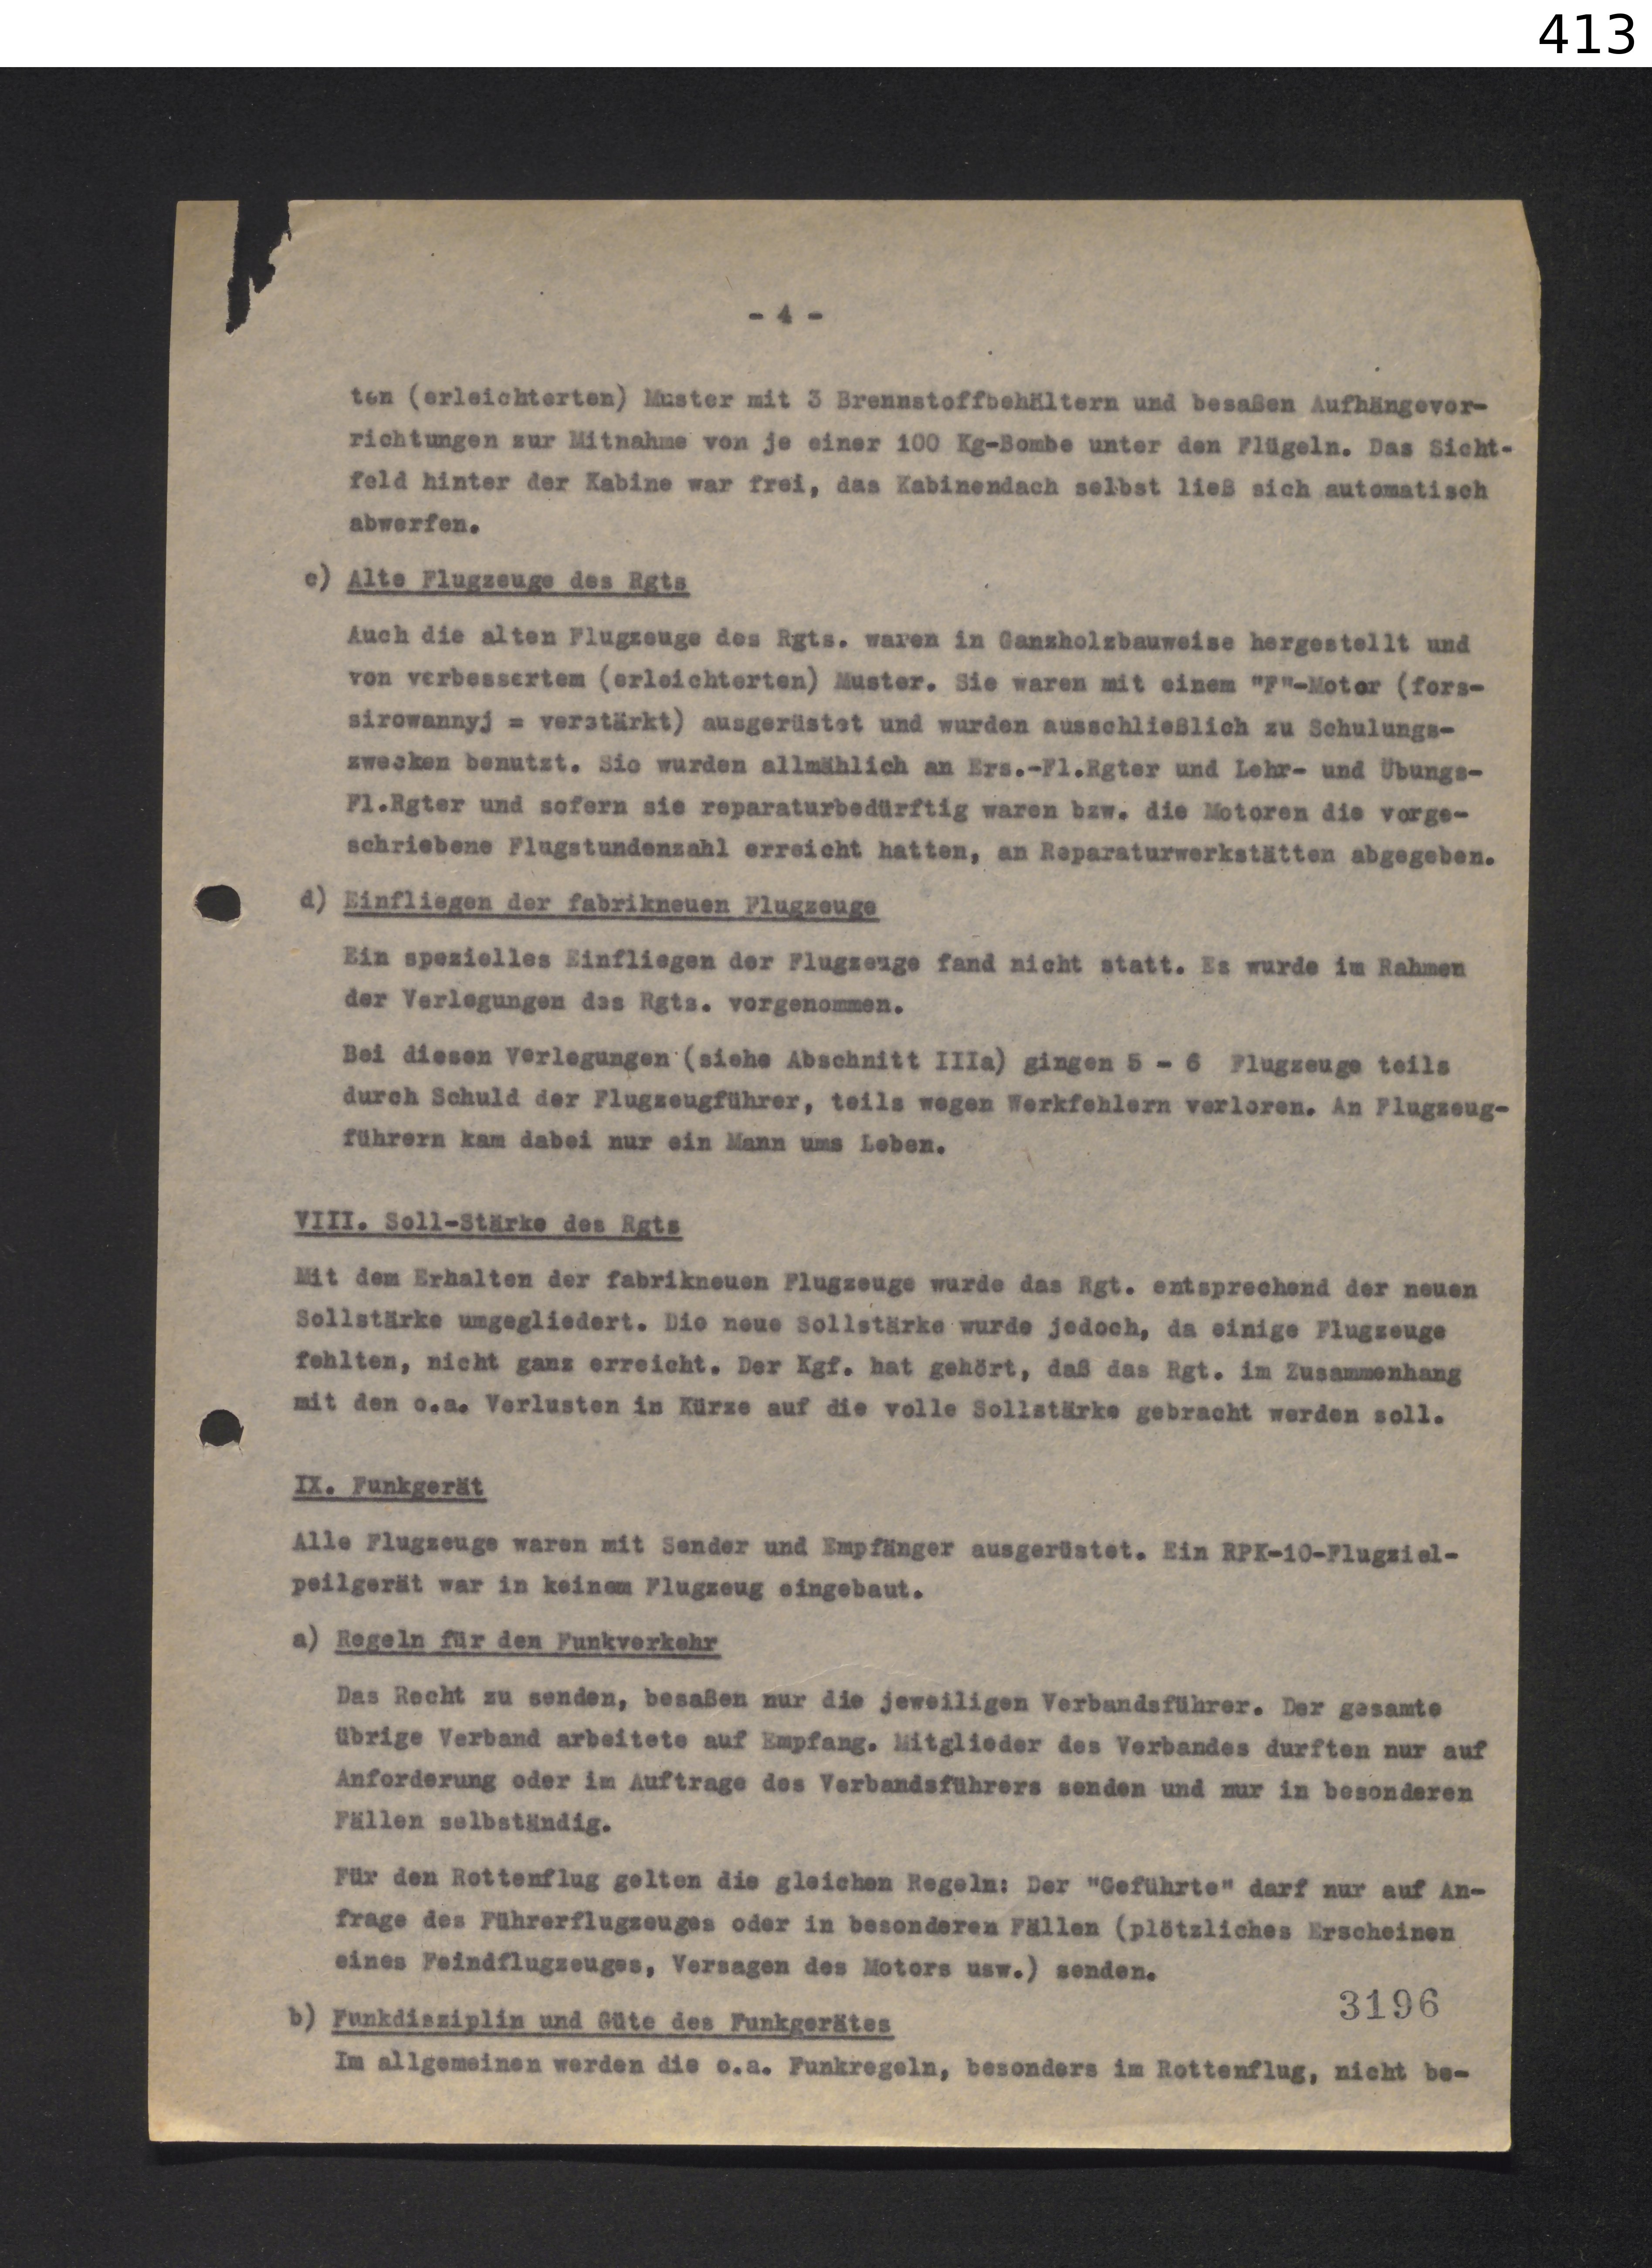 413
- 4 -
ten (erleichterten) Muster mit 3 Brennstoffbehältern und besaßen Aufhängevor-
richtungen zur Mitnahme von je einer 100 Kg-Bombe unter den Flügeln. Das Sicht-
feld hinter der Kabine war frei, das Kabinendach selbst ließ sich automatisch
abwerfen.
c) Alte Flugzeuge des Rgts
Auch die alten Flugzeuge des Rgts. waren in Ganzholzbauweise hergestellt und
von verbessertem (erleichterten) Muster. Sie waren mit einem "F"-Motor (fors-
sirowannyj = verstärkt) ausgerüstet und wurden ausschließlich zu Schulungs-
zwecken benutzt. Sie wurden allmählich an Ers.-Fl.Rgter und Lehr- und Übungs-
Fl.Rgter und sofern sie reparaturbedürftig waren bzw. die Motoren die vorge-
schriebene Flugstundenzahl erreicht hatten, an Reparaturwerkstätten abgegeben.
d) Einfliegen der fabrikneuen Flugzeuge
Ein spezielles Einfliegen der Flugzeuge fand nicht statt. Es wurde im Rahmen
der Verlegungen des Rgts. vorgenommen.
Bei diesen Verlegungen (siehe Abschnitt IIIa) gingen 5 - 6 Flugzeuge teils
durch Schuld der Flugzeugführer, teils wegen Werkfehlern verloren. An Flugzeug-
führern kam dabei nur ein Mann ums Leben.
VIII. Soll-Stärke des Rgts
Mit dem Erhalten der fabrikneuen Flugzeuge wurde das Rgt. entsprechend der neuen
Sollstärke umgegliedert. Die neue Sollstärke wurde jedoch, da einige Flugzeuge
fehlten, nicht ganz erreicht. Der Kgf. hat gehört, daß das Rgt. im Zusammenhang
mit den o.a. Verlusten in Kürze auf die volle Sollstärke gebracht werden soll.
IX. Funkgerät
Alle Flugzeuge waren mit Sender und Empfänger ausgerüstet. Ein RPK-10-Flugziel-
peilgerät war in keinem Flugzeug eingebaut.
a) Regeln für den Funkverkehr
Das Recht zu senden, besaßen nur die jeweiligen Verbandsführer. Der gesamte
übrige Verband arbeitete auf Empfang. Mitglieder des Verbandes durften nur auf
Anforderung oder im Auftrage des Verbandsführers senden und nur in besonderen
Fällen selbständig.
Für den Rottenflug gelten die gleichen Regeln: Der "Geführte" darf nur auf An-
frage des Führerflugzeuges oder in besonderen Fällen (plötzliches Erscheinen
eines Feindflugzeuges, Versagen des Motors usw.) senden.
3196
b) Funkdisziplin und Güte des Funkgerätes
Im allgemeinen werden die o.a. Funkregeln, besonders im Rottenflug, nicht be-